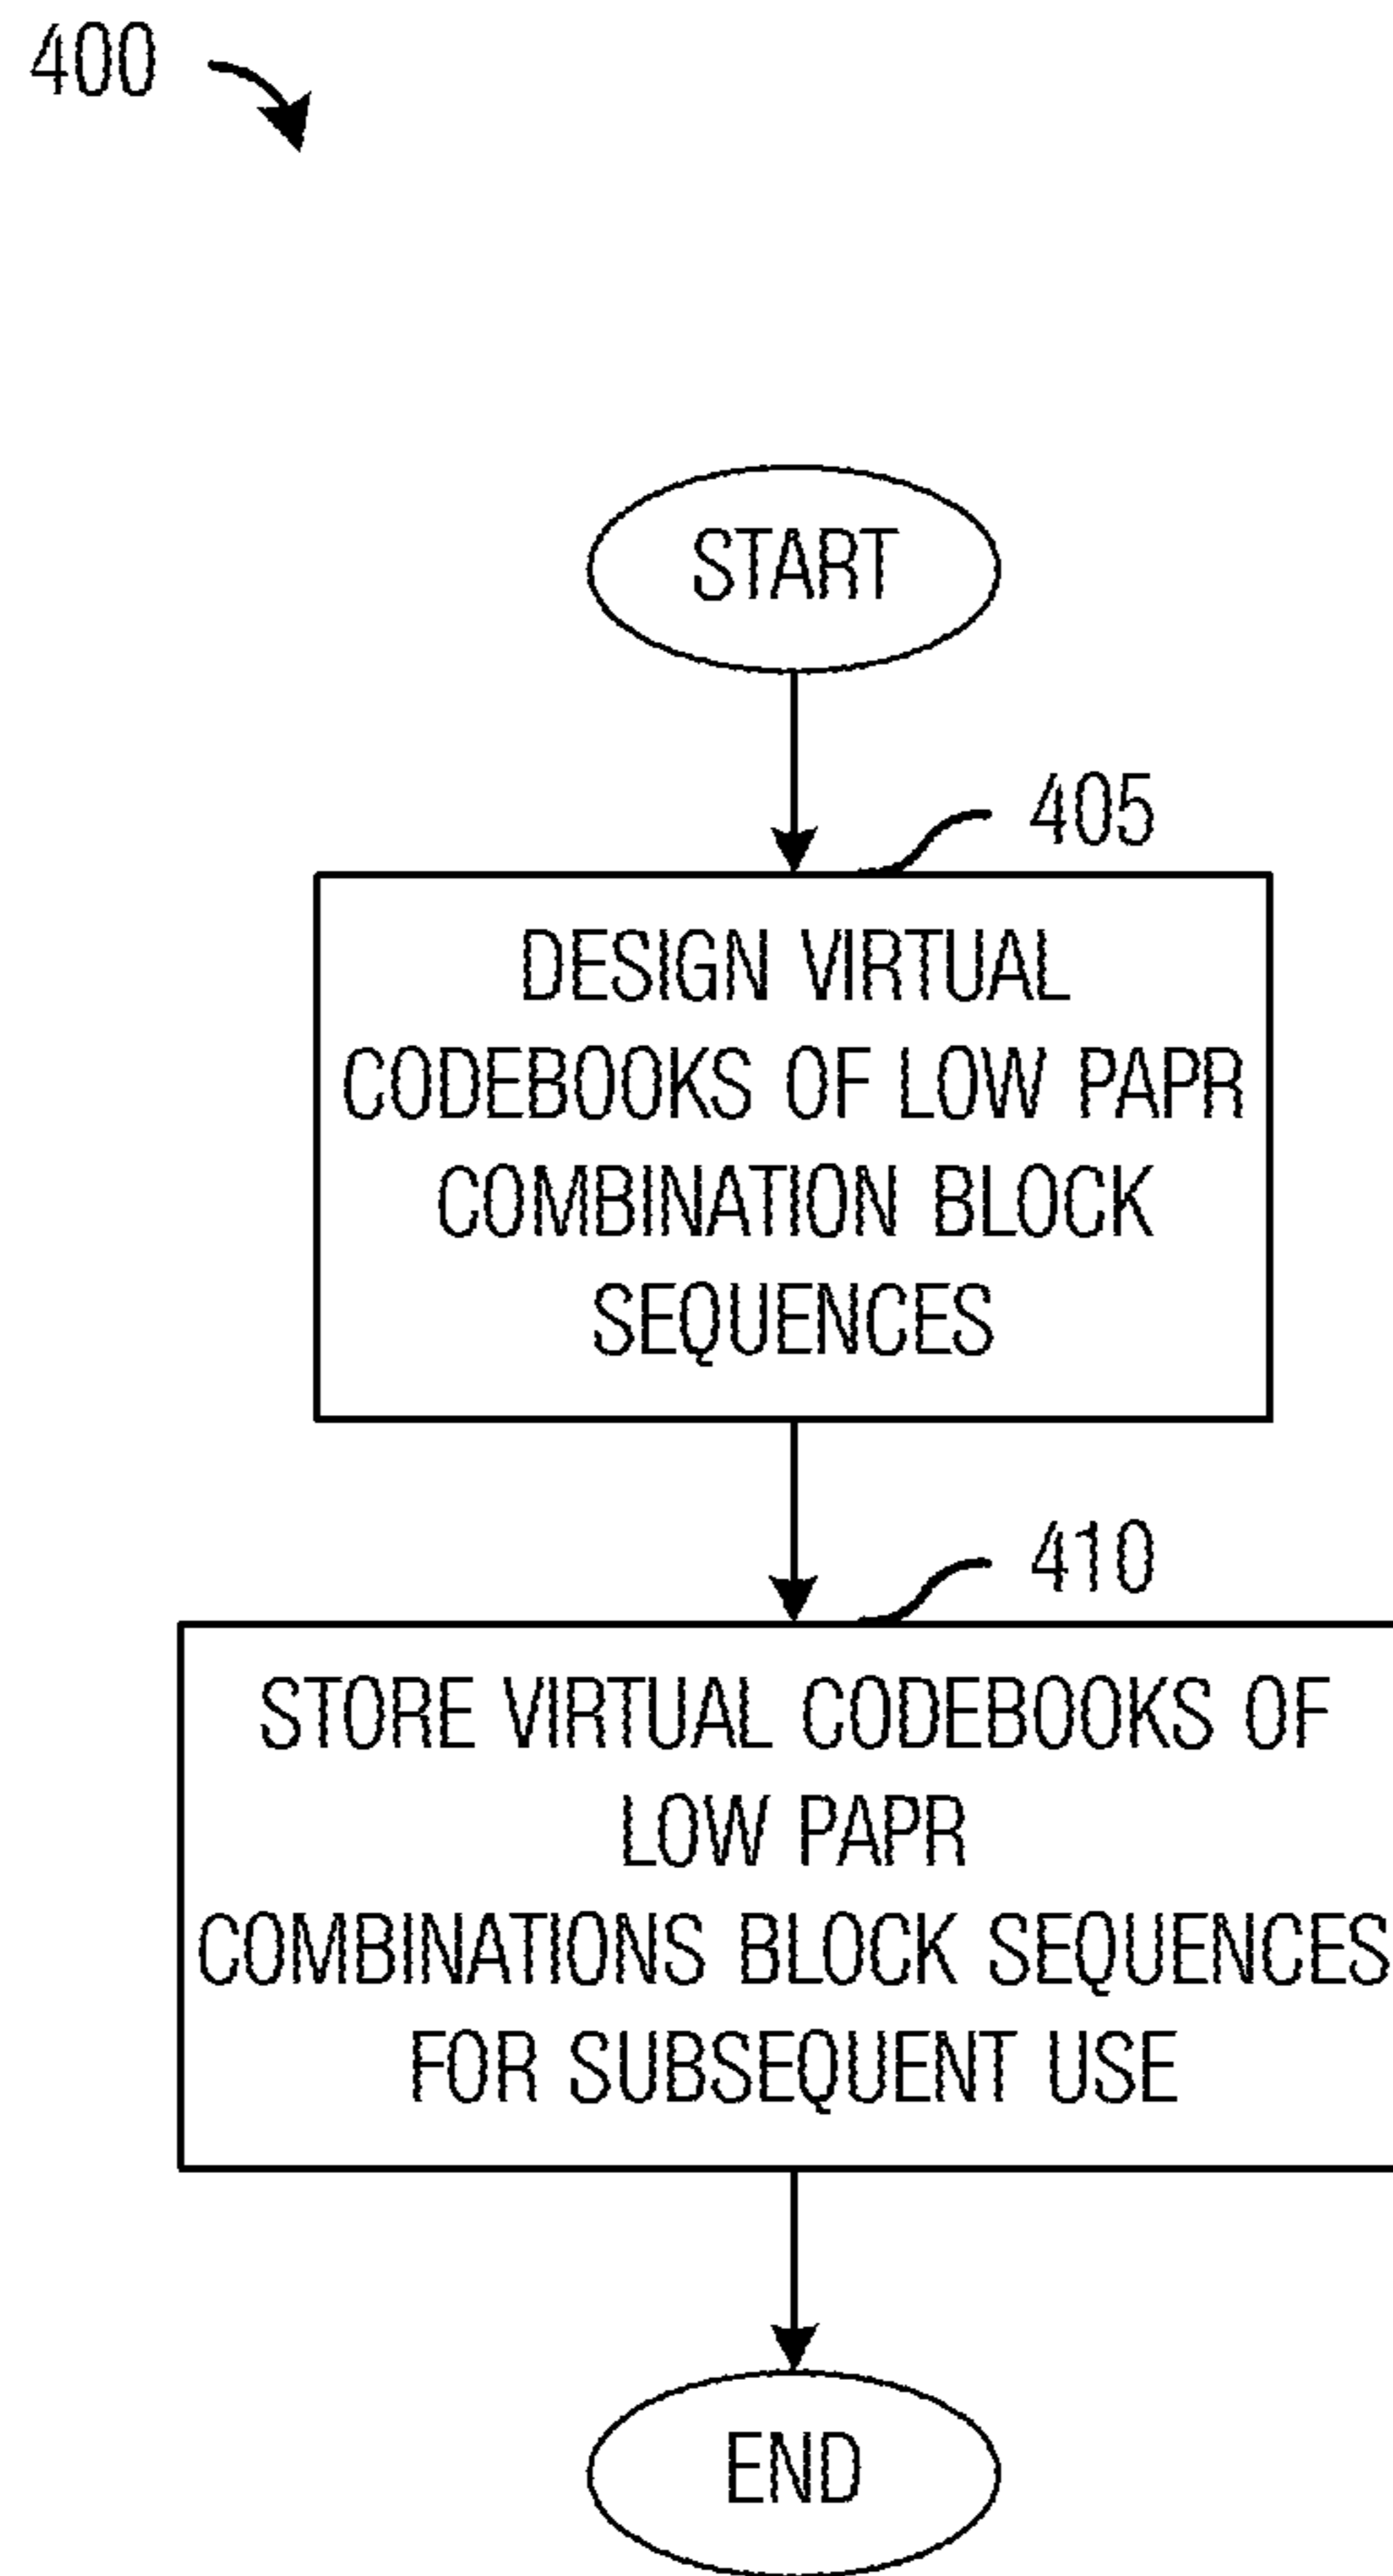 400
START
405
DESIGN VIRTUAL
CODEBOOKS OF LOW PAPR
COMBINATION BLOCK
SEQUENCES
410
STORE VIRTUAL CODEBOOKS OF
LOW PAPR
COMBINATIONS BLOCK SEQUENCES
FOR SUBSEQUENT USE
END